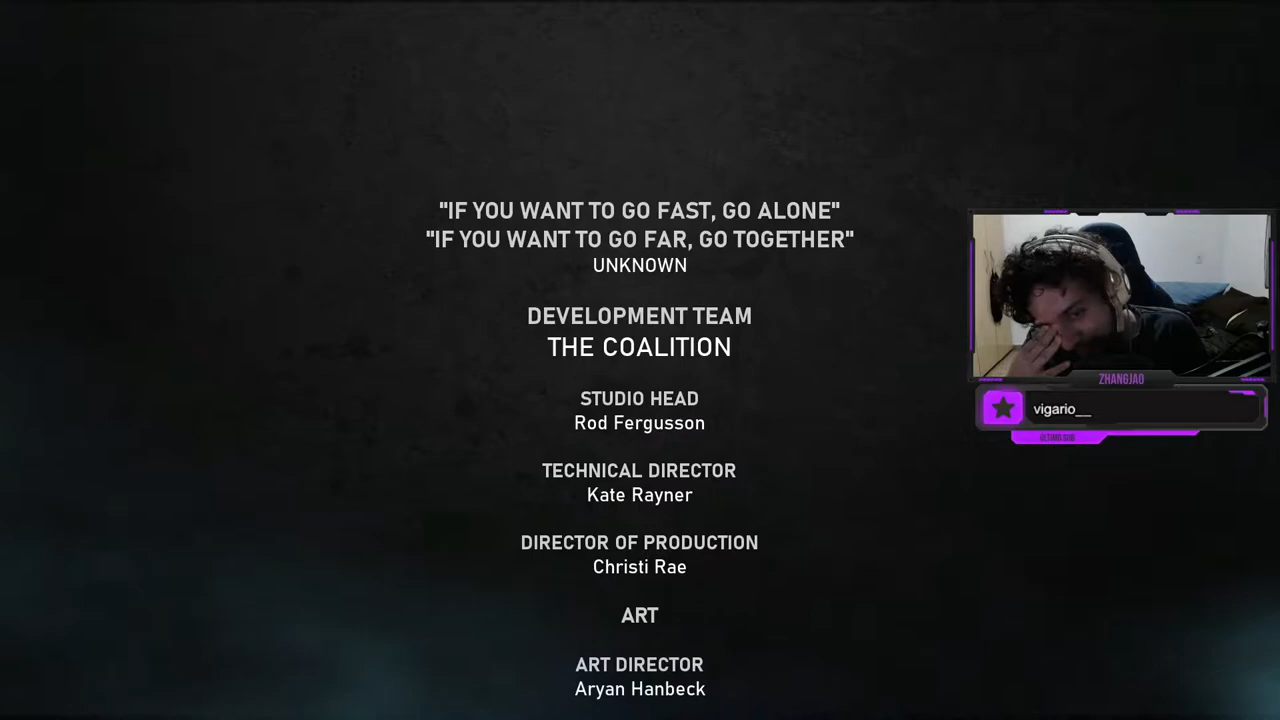 "IF YOU WANT TO GO FAST, GO ALONE"
"IF YOU WANT TO GO FAR, GO TOGETHER"
UNKNOWN
DEVELOPMENT TEAM
THE COALITION
STUDIO HEAD
Rod Fergusson
TECHNICAL DIRECTOR
Kate Rayner
DIRECTOR OF PRODUCTION
Christi Rae
ART
ART DIRECTOR
Aryan Hanbeck
ZHANGJAO
vigario__
ÚLTIMO SUB